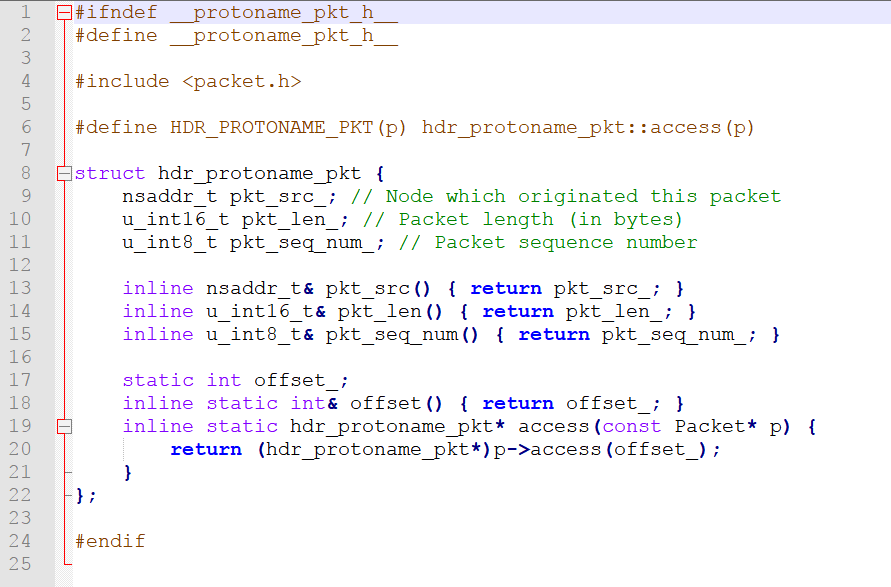 1 #ifndef __protoname_pkt_h__
2 #define __protoname_pkt_h__
3
4 #include <packet.h>
5
6 #define HDR_PROTONAME_PKT(p) hdr_protoname_pkt::access(p)
7
8 struct hdr_protoname_pkt {
9     nsaddr_t pkt_src_; // Node which originated this packet
10     u_int16_t pkt_len_; // Packet length (in bytes)
11     u_int8_t pkt_seq_num_; // Packet sequence number
12
13     inline nsaddr_t& pkt_src() { return pkt_src_; }
14     inline u_int16_t& pkt_len() { return pkt_len_; }
15     inline u_int8_t& pkt_seq_num() { return pkt_seq_num_; }
16
17     static int offset_;
18     inline static int& offset() { return offset_; }
19     inline static hdr_protoname_pkt* access(const Packet* p) {
20         return (hdr_protoname_pkt*)p->access(offset_);
21     }
22 };
23
24 #endif
25